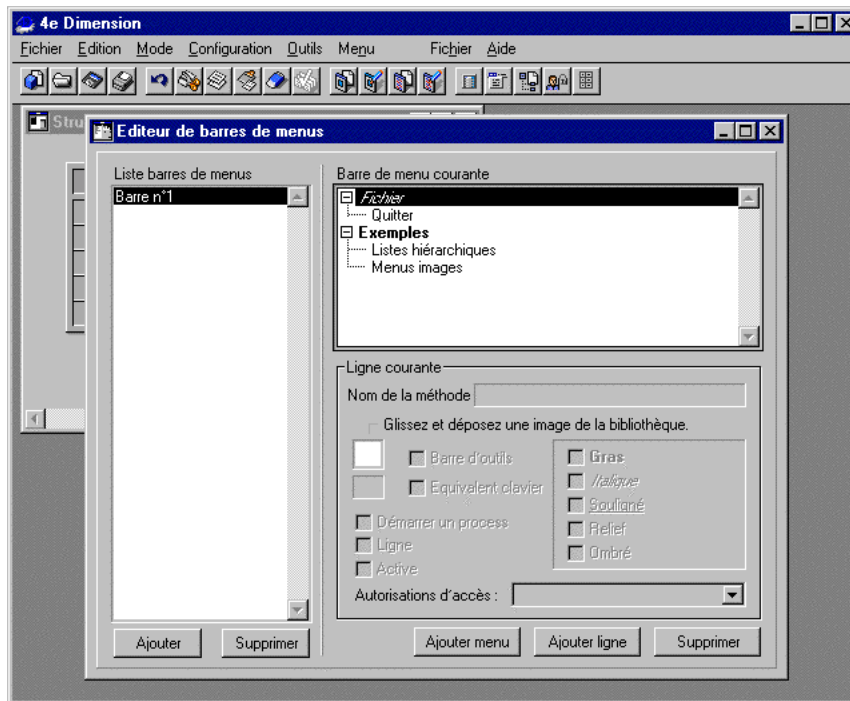 4e Dimension
Fichier Edition Mode Configuration Outils Menu Fichier Aide
Stru
Editeur de barres de menus
Liste barres de menus
Barre n°1
Ajouter Supprimer
Barre de menu courante
Fichier
Quitter
Exemples
Listes hiérarchiques
Menus images
Ligne courante
Nom de la méthode
Glissez et déposez une image de la bibliothèque.
Barre d'outils
Equivalent clavier
Démarrer un process
Ligne
Active
Gras
Italique
Souligné
Relief
Ombré
Autorisations d'accès :
Ajouter menu Ajouter ligne Supprimer